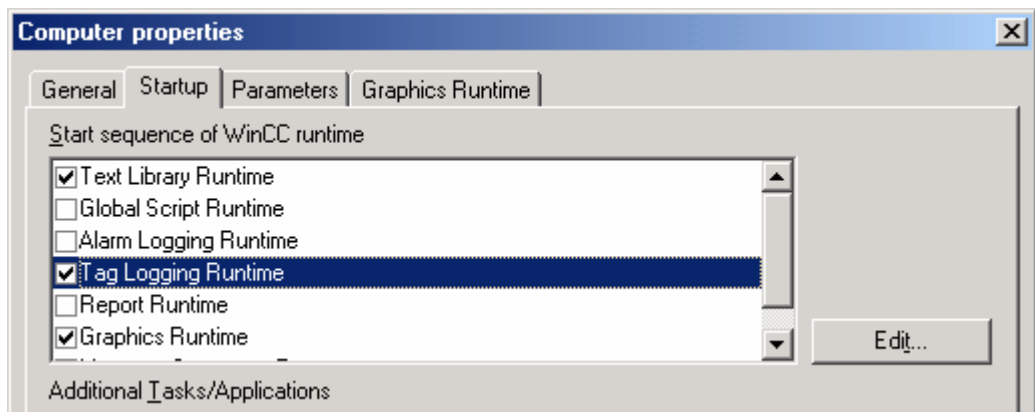 Computer properties
General Startup Parameters Graphics Runtime
Start sequence of WinCC runtime
Text Library Runtime
Global Script Runtime
Alarm Logging Runtime
Tag Logging Runtime
Report Runtime
Graphics Runtime
Edit...
Additional Tasks/Applications